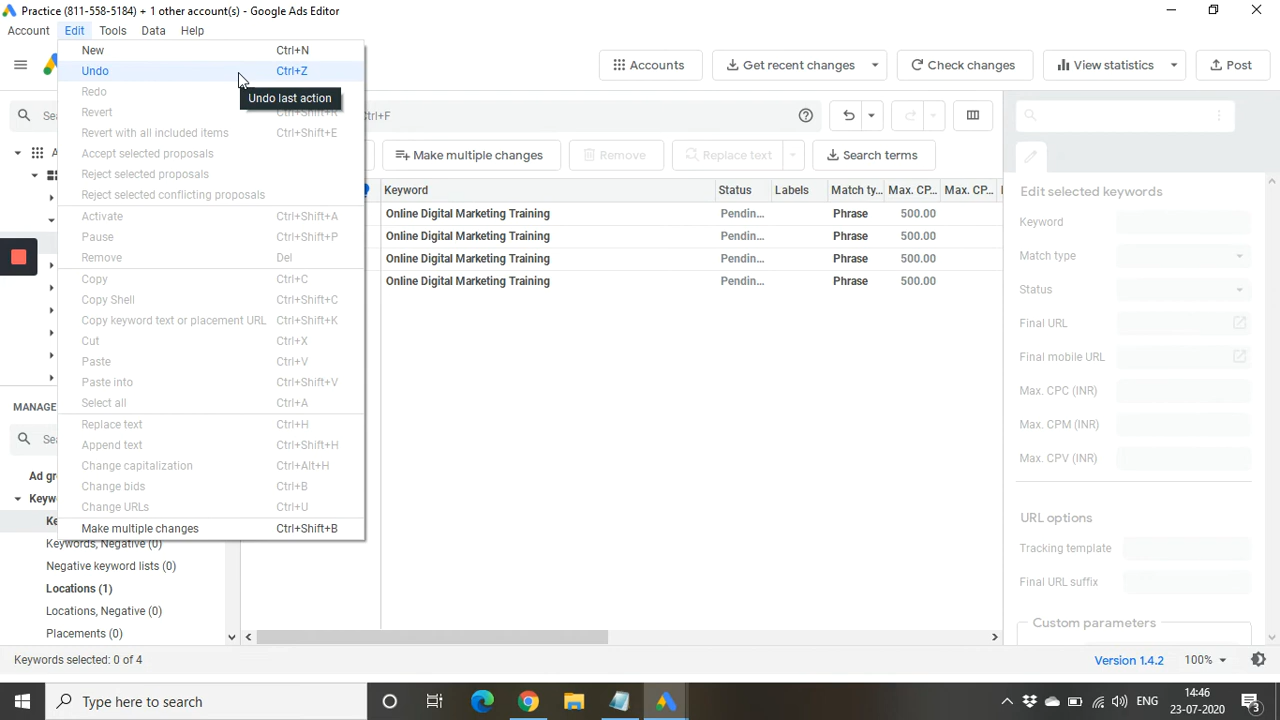 Practice (811-558-5184) + 1 other account(s) - Google Ads Editor
Account Edit Tools Data Help
New Ctrl+N
Undo Ctrl+Z
Undo last action
Redo
Revert Ctrl+Shift+R
Revert with all included items Ctrl+Shift+E
Accept selected proposals
Reject selected proposals
Reject selected conflicting proposals
Activate Ctrl+Shift+A
Pause Ctrl+Shift+P
Remove Del
Copy Ctrl+C
Copy Shell Ctrl+Shift+C
Copy keyword text or placement URL Ctrl+Shift+K
Cut Ctrl+X
Paste Ctrl+V
Paste into Ctrl+Shift+V
Select all Ctrl+A
Replace text Ctrl+H
Append text Ctrl+Shift+H
Change capitalization Ctrl+Alt+H
Change bids Ctrl+B
Change URLs Ctrl+U
Make multiple changes Ctrl+Shift+B
Accounts Get recent changes Check changes View statistics Post
Ctrl+F
Make multiple changes Remove Replace text Search terms
Keyword Status Labels Match ty... Max. CP... Max. CP...
Online Digital Marketing Training Pendin... Phrase 500.00
Online Digital Marketing Training Pendin... Phrase 500.00
Online Digital Marketing Training Pendin... Phrase 500.00
Online Digital Marketing Training Pendin... Phrase 500.00
Edit selected keywords
Keyword
Match type
Status
Final URL
Final mobile URL
Max. CPC (INR)
Max. CPM (INR)
Max. CPV (INR)
URL options
Tracking template
Final URL suffix
Custom parameters
Sea
A
MANAGE
Sea
Ad gr
Keyw
Ke
Keywords, Negative (0)
Negative keyword lists (0)
Locations (1)
Locations, Negative (0)
Placements (0)
Keywords selected: 0 of 4
Version 1.4.2 100%
Type here to search
ENG
14:46
23-07-2020
3